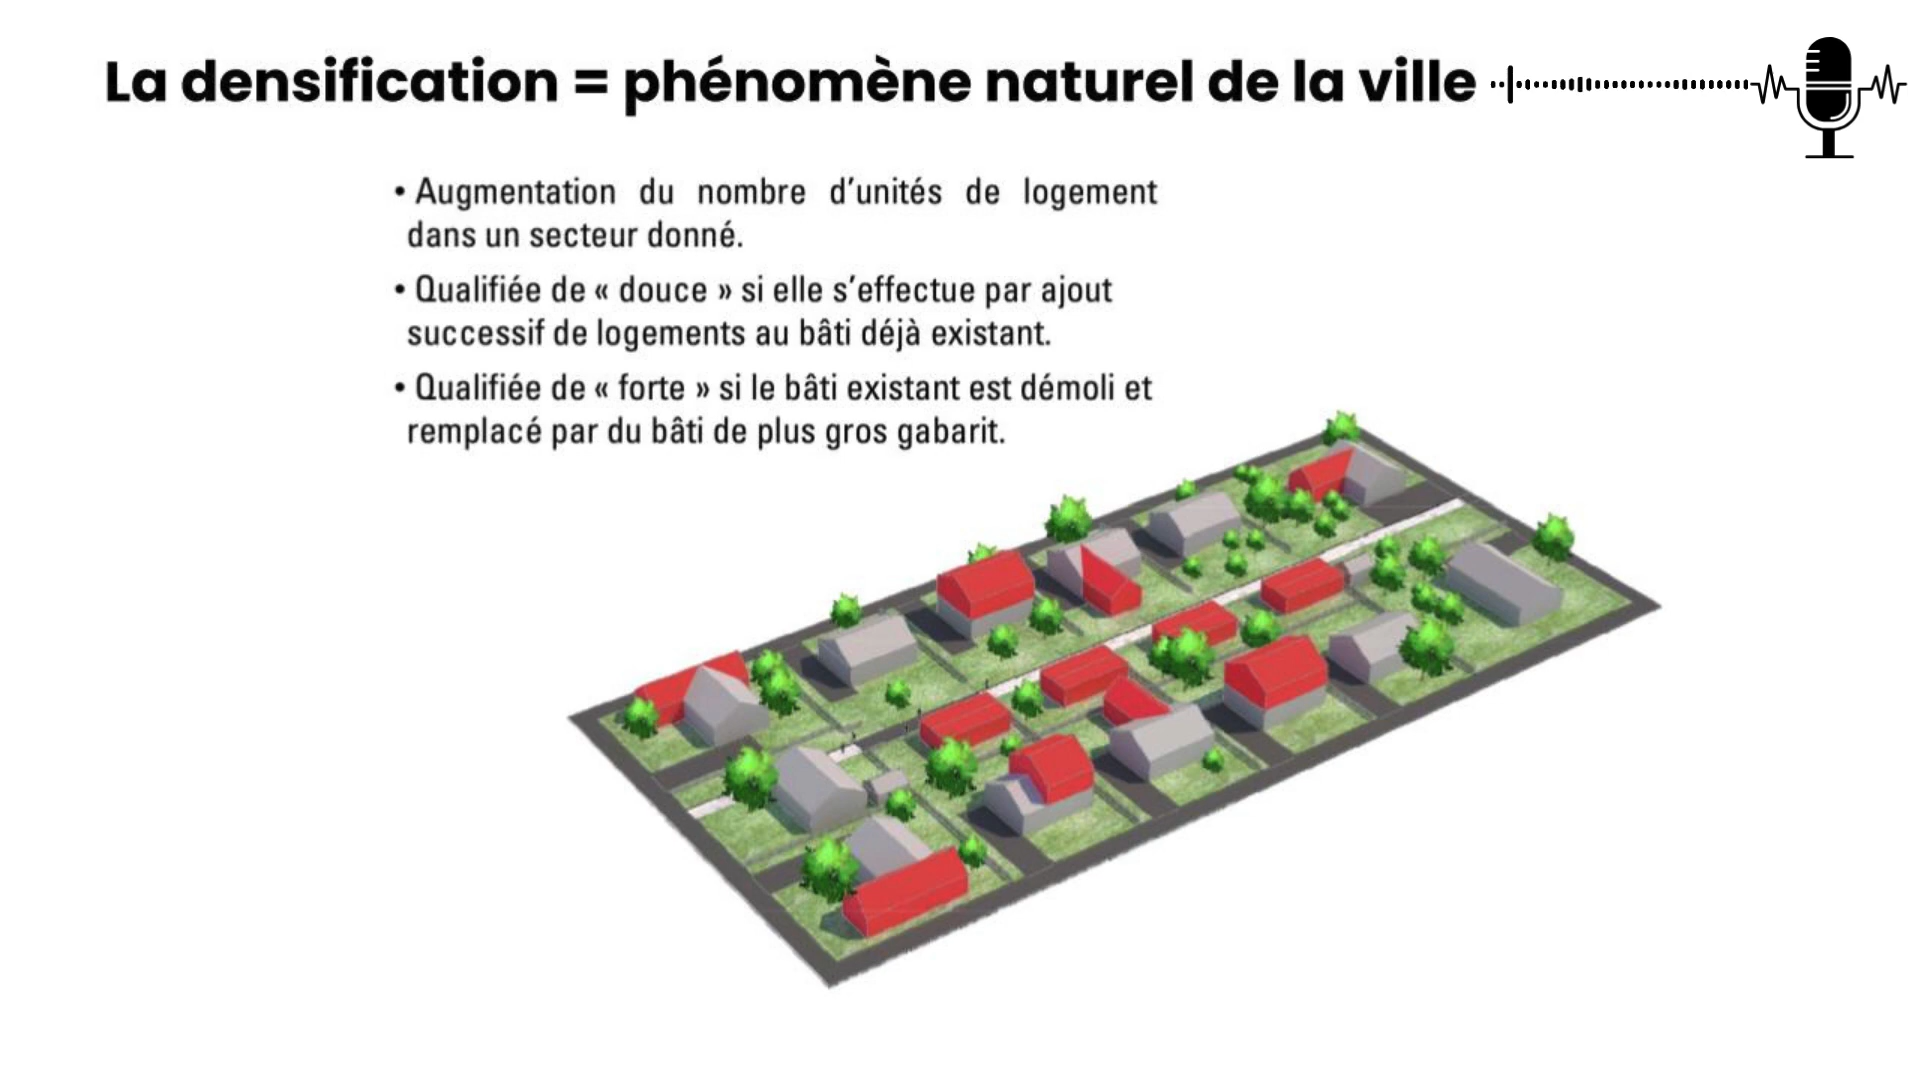 La densification = phénomène naturel de la ville
• Augmentation du nombre d’unités de logement
dans un secteur donné.
• Qualifiée de « douce » si elle s’effectue par ajout
successif de logements au bâti déjà existant.
• Qualifiée de « forte » si le bâti existant est démoli et
remplacé par du bâti de plus gros gabarit.